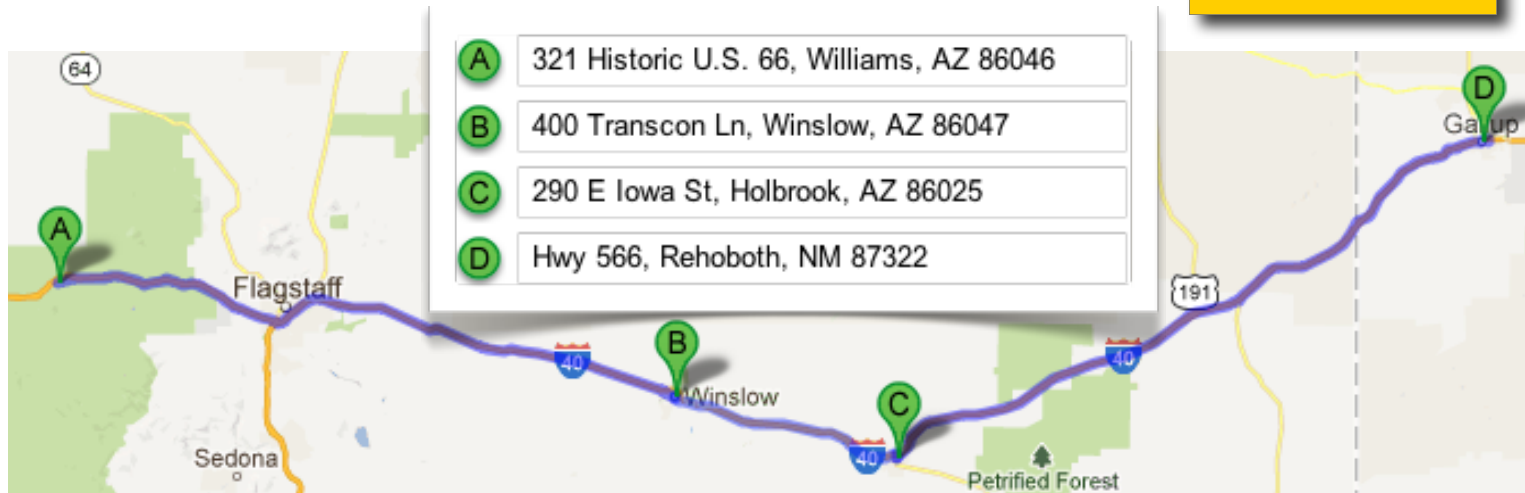 A 321 Historic U.S. 66, Williams, AZ 86046
B 400 Transcon Ln, Winslow, AZ 86047
C 290 E Iowa St, Holbrook, AZ 86025
D Hwy 566, Rehoboth, NM 87322
64
D
Gallup
A
Flagstaff
191
B
40
40
Winslow
C
40
Sedona
Petrified Forest